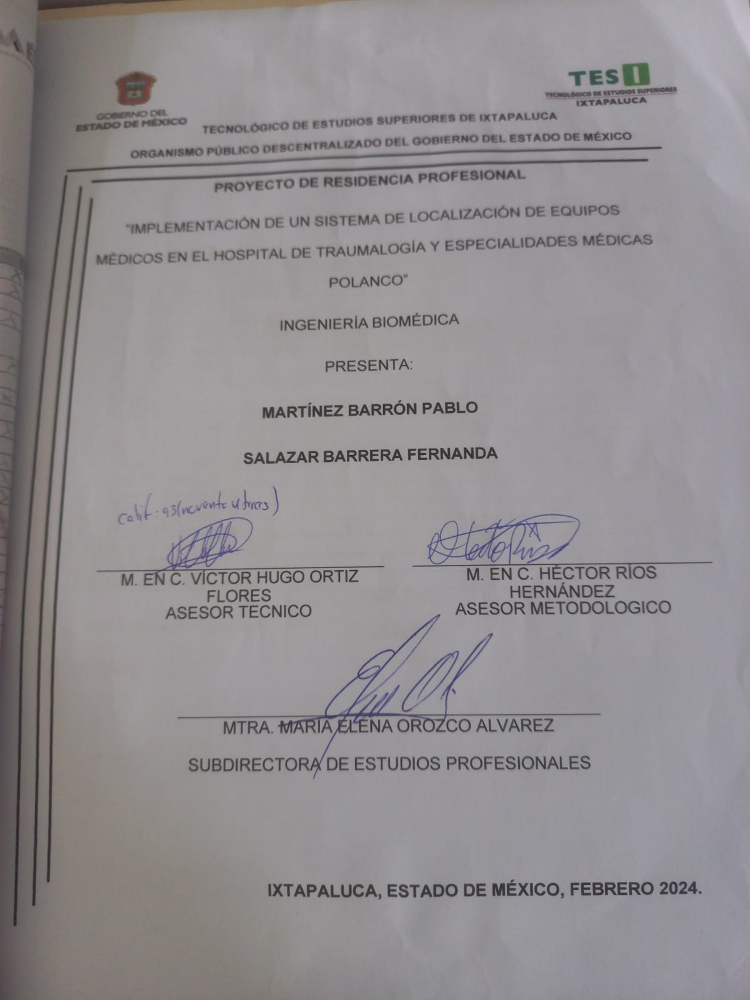 GOBIERNO DEL
ESTADO DE MÉXICO
TES I
TECNOLÓGICO DE ESTUDIOS SUPERIORES
IXTAPALUCA
TECNOLÓGICO DE ESTUDIOS SUPERIORES DE IXTAPALUCA
ORGANISMO PÚBLICO DESCENTRALIZADO DEL GOBIERNO DEL ESTADO DE MÉXICO
PROYECTO DE RESIDENCIA PROFESIONAL
"IMPLEMENTACIÓN DE UN SISTEMA DE LOCALIZACIÓN DE EQUIPOS
MÉDICOS EN EL HOSPITAL DE TRAUMALOGÍA Y ESPECIALIDADES MÉDICAS
POLANCO"
INGENIERÍA BIOMÉDICA
PRESENTA:
MARTÍNEZ BARRÓN PABLO
SALAZAR BARRERA FERNANDA
Calif: 93 (noventa y tres)
M. EN C. VÍCTOR HUGO ORTIZ
FLORES
ASESOR TECNICO
M. EN C. HÉCTOR RÍOS
HERNÁNDEZ
ASESOR METODOLOGICO
MTRA. MARIA ELENA OROZCO ALVAREZ
SUBDIRECTORA DE ESTUDIOS PROFESIONALES
IXTAPALUCA, ESTADO DE MÉXICO, FEBRERO 2024.